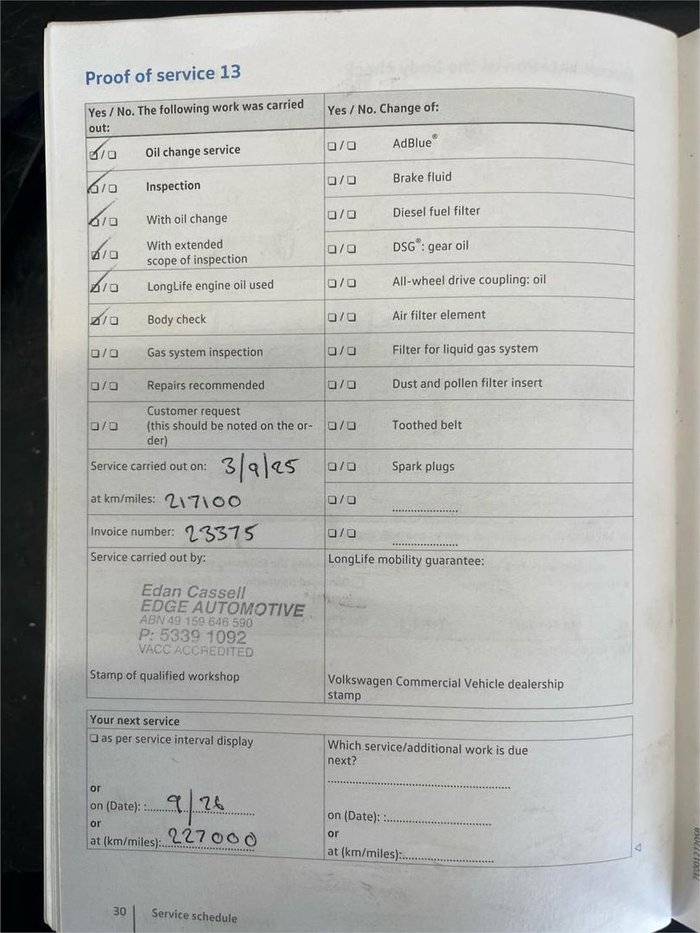 Proof of service 13
Yes / No. The following work was carried out:
☑/☐ Oil change service
☑/☐ Inspection
☑/☐ With oil change
☑/☐ With extended scope of inspection
☑/☐ LongLife engine oil used
☑/☐ Body check
☐/☐ Gas system inspection
☐/☐ Repairs recommended
☐/☐ Customer request (this should be noted on the or-
der)
Service carried out on: 3/9/25
at km/miles: 217100
Invoice number: 23375
Service carried out by:
Edan Cassell
EDGE AUTOMOTIVE
ABN 49 159 646 590
P: 5339 1092
VACC ACCREDITED
Stamp of qualified workshop
Yes / No. Change of:
☐/☐ AdBlue®
☐/☐ Brake fluid
☐/☐ Diesel fuel filter
☐/☐ DSG®: gear oil
☐/☐ All-wheel drive coupling: oil
☐/☐ Air filter element
☐/☐ Filter for liquid gas system
☐/☐ Dust and pollen filter insert
☐/☐ Toothed belt
☐/☐ Spark plugs
☐/☐ ....................
☐/☐ ....................
LongLife mobility guarantee:
Volkswagen Commercial Vehicle dealership
stamp
Your next service
☐ as per service interval display
or
on (Date): :...9/26
or
at (km/miles):..227000
Which service/additional work is due
next?
on (Date): :....................
or
at (km/miles):....................
30 Service schedule